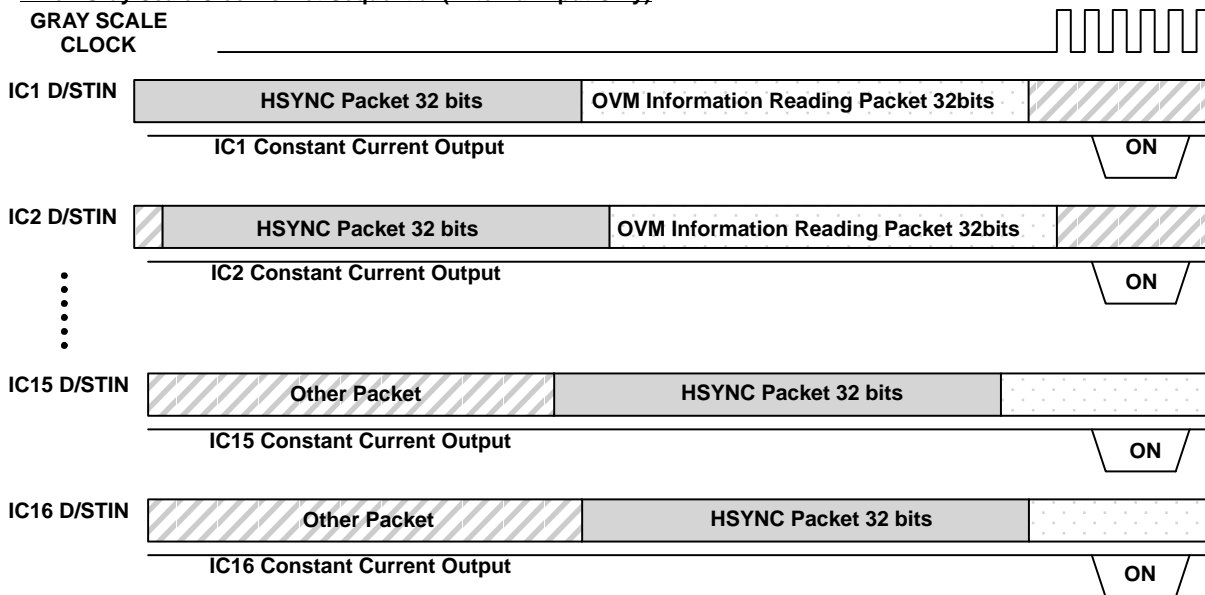 GRAY SCALE
CLOCK
IC1 D/STIN
HSYNC Packet 32 bits
OVM Information Reading Packet 32bits
IC1 Constant Current Output
ON
IC2 D/STIN
HSYNC Packet 32 bits
OVM Information Reading Packet 32bits
IC2 Constant Current Output
ON
IC15 D/STIN
Other Packet
HSYNC Packet 32 bits
IC15 Constant Current Output
ON
IC16 D/STIN
Other Packet
HSYNC Packet 32 bits
IC16 Constant Current Output
ON